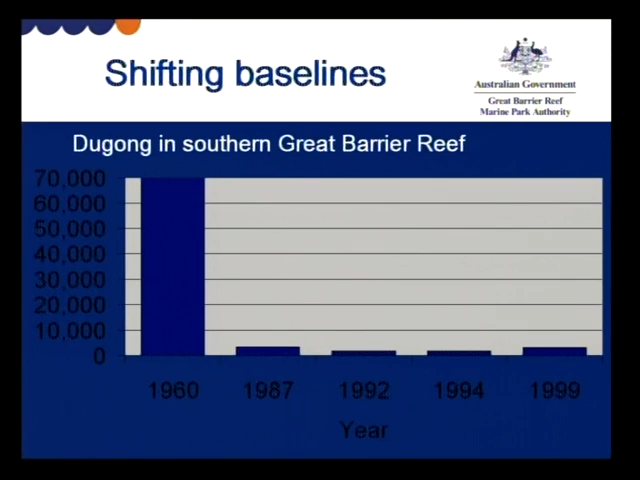 Shifting baselines
Australian Government
Great Barrier Reef
Marine Park Authority
Dugong in southern Great Barrier Reef
70,000
60,000
50,000
40,000
30,000
20,000
10,000
0
1960 1987 1992 1994 1999
Year